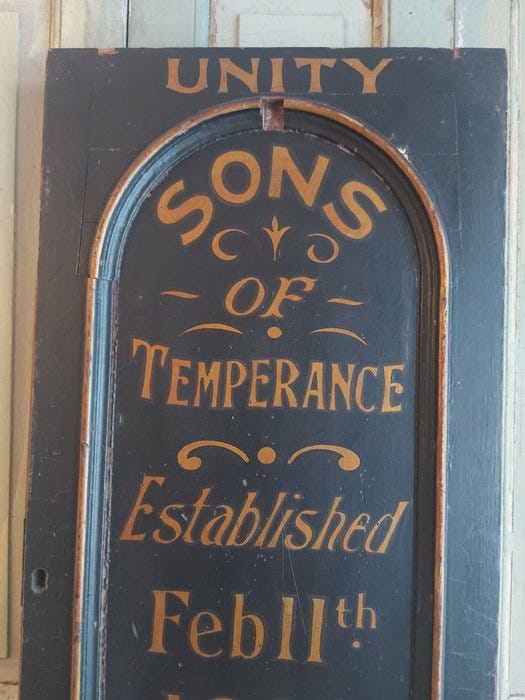 UNITY
SONS
OF
TEMPERANCE
Established
Feb 11th